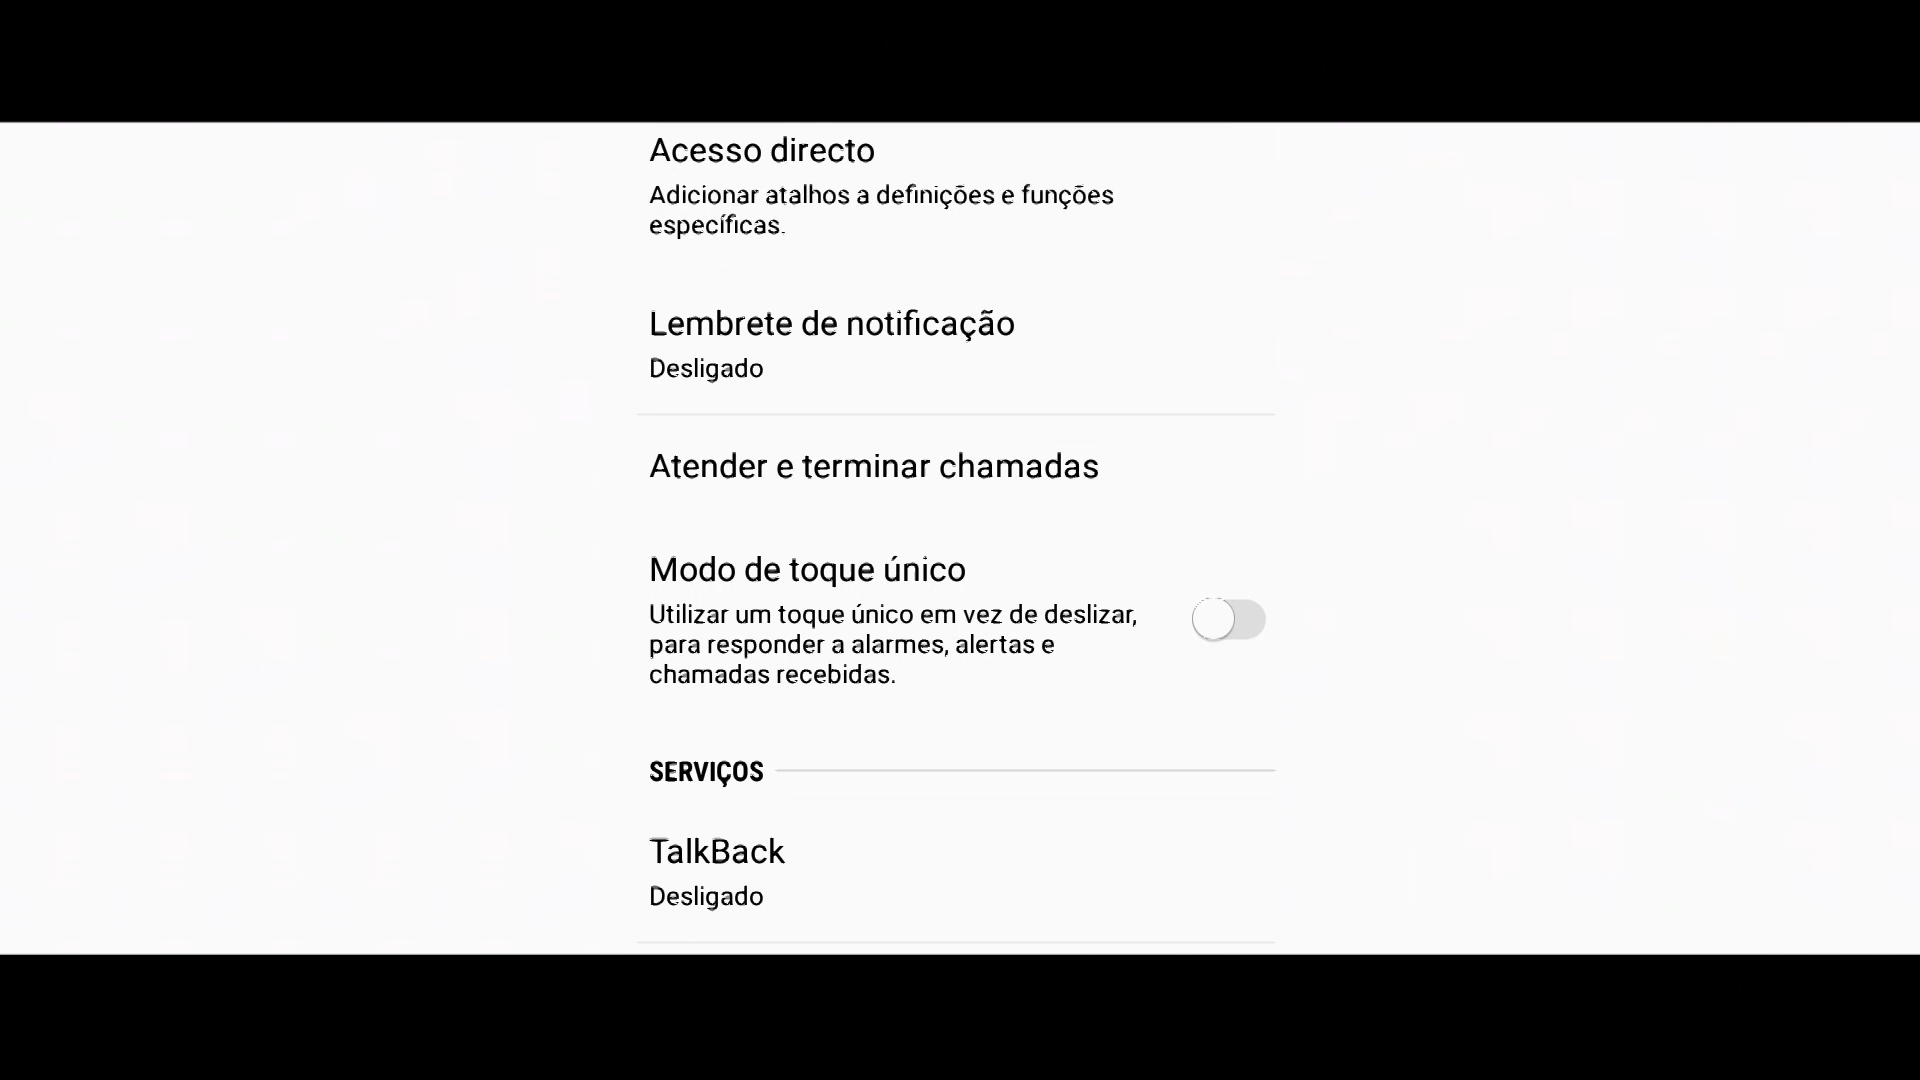 Acesso directo
Adicionar atalhos a definições e funções
específicas.
Lembrete de notificação
Desligado
Atender e terminar chamadas
Modo de toque único
Utilizar um toque único em vez de deslizar,
para responder a alarmes, alertas e
chamadas recebidas.
SERVIÇOS
TalkBack
Desligado